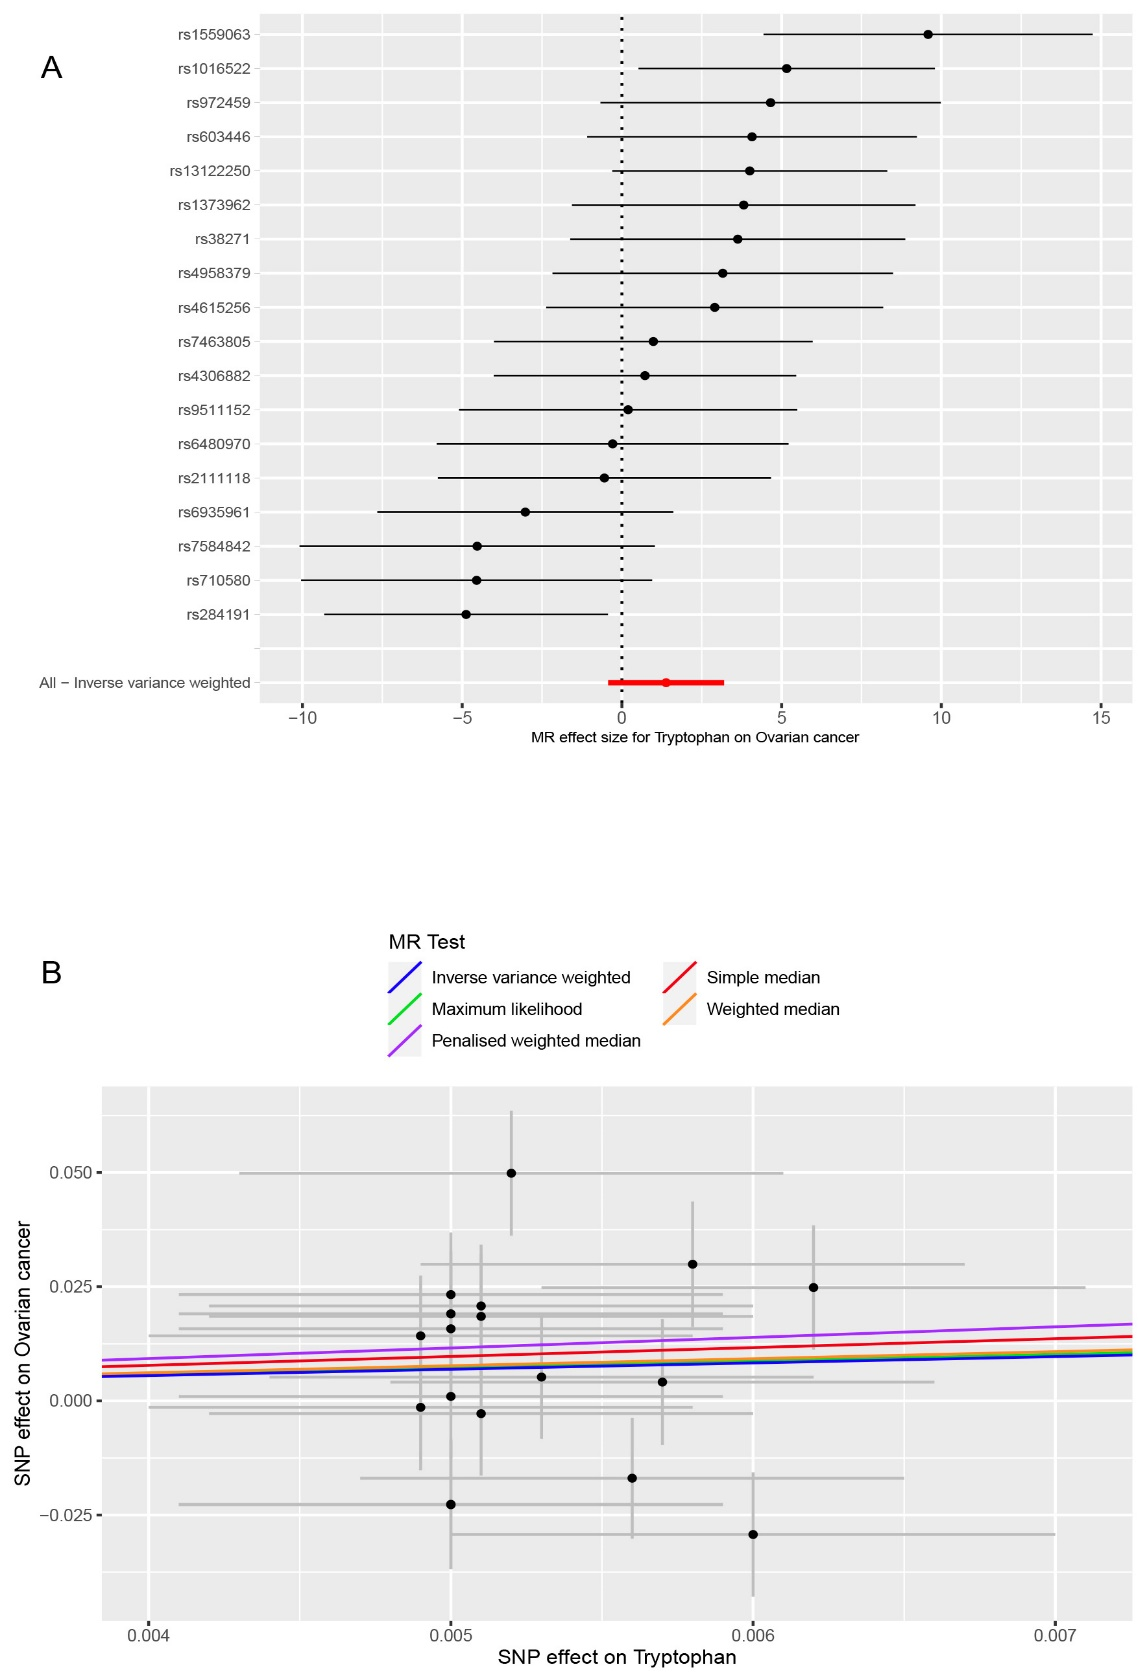 A
rs1559063
rs1016522
rs972459
rs603446
rs13122250
rs1373962
rs38271
rs4958379
rs4615256
rs7463805
rs4306882
rs9511152
rs6480970
rs2111118
rs6935961
rs7584842
rs710580
rs284191
All − Inverse variance weighted
−10 −5 0 5 10 15
MR effect size for Tryptophan on Ovarian cancer
B
MR Test
Inverse variance weighted Simple median
Maximum likelihood Weighted median
Penalised weighted median
SNP effect on Ovarian cancer
0.050
0.025
0.000
−0.025
0.004 0.005 0.006 0.007
SNP effect on Tryptophan